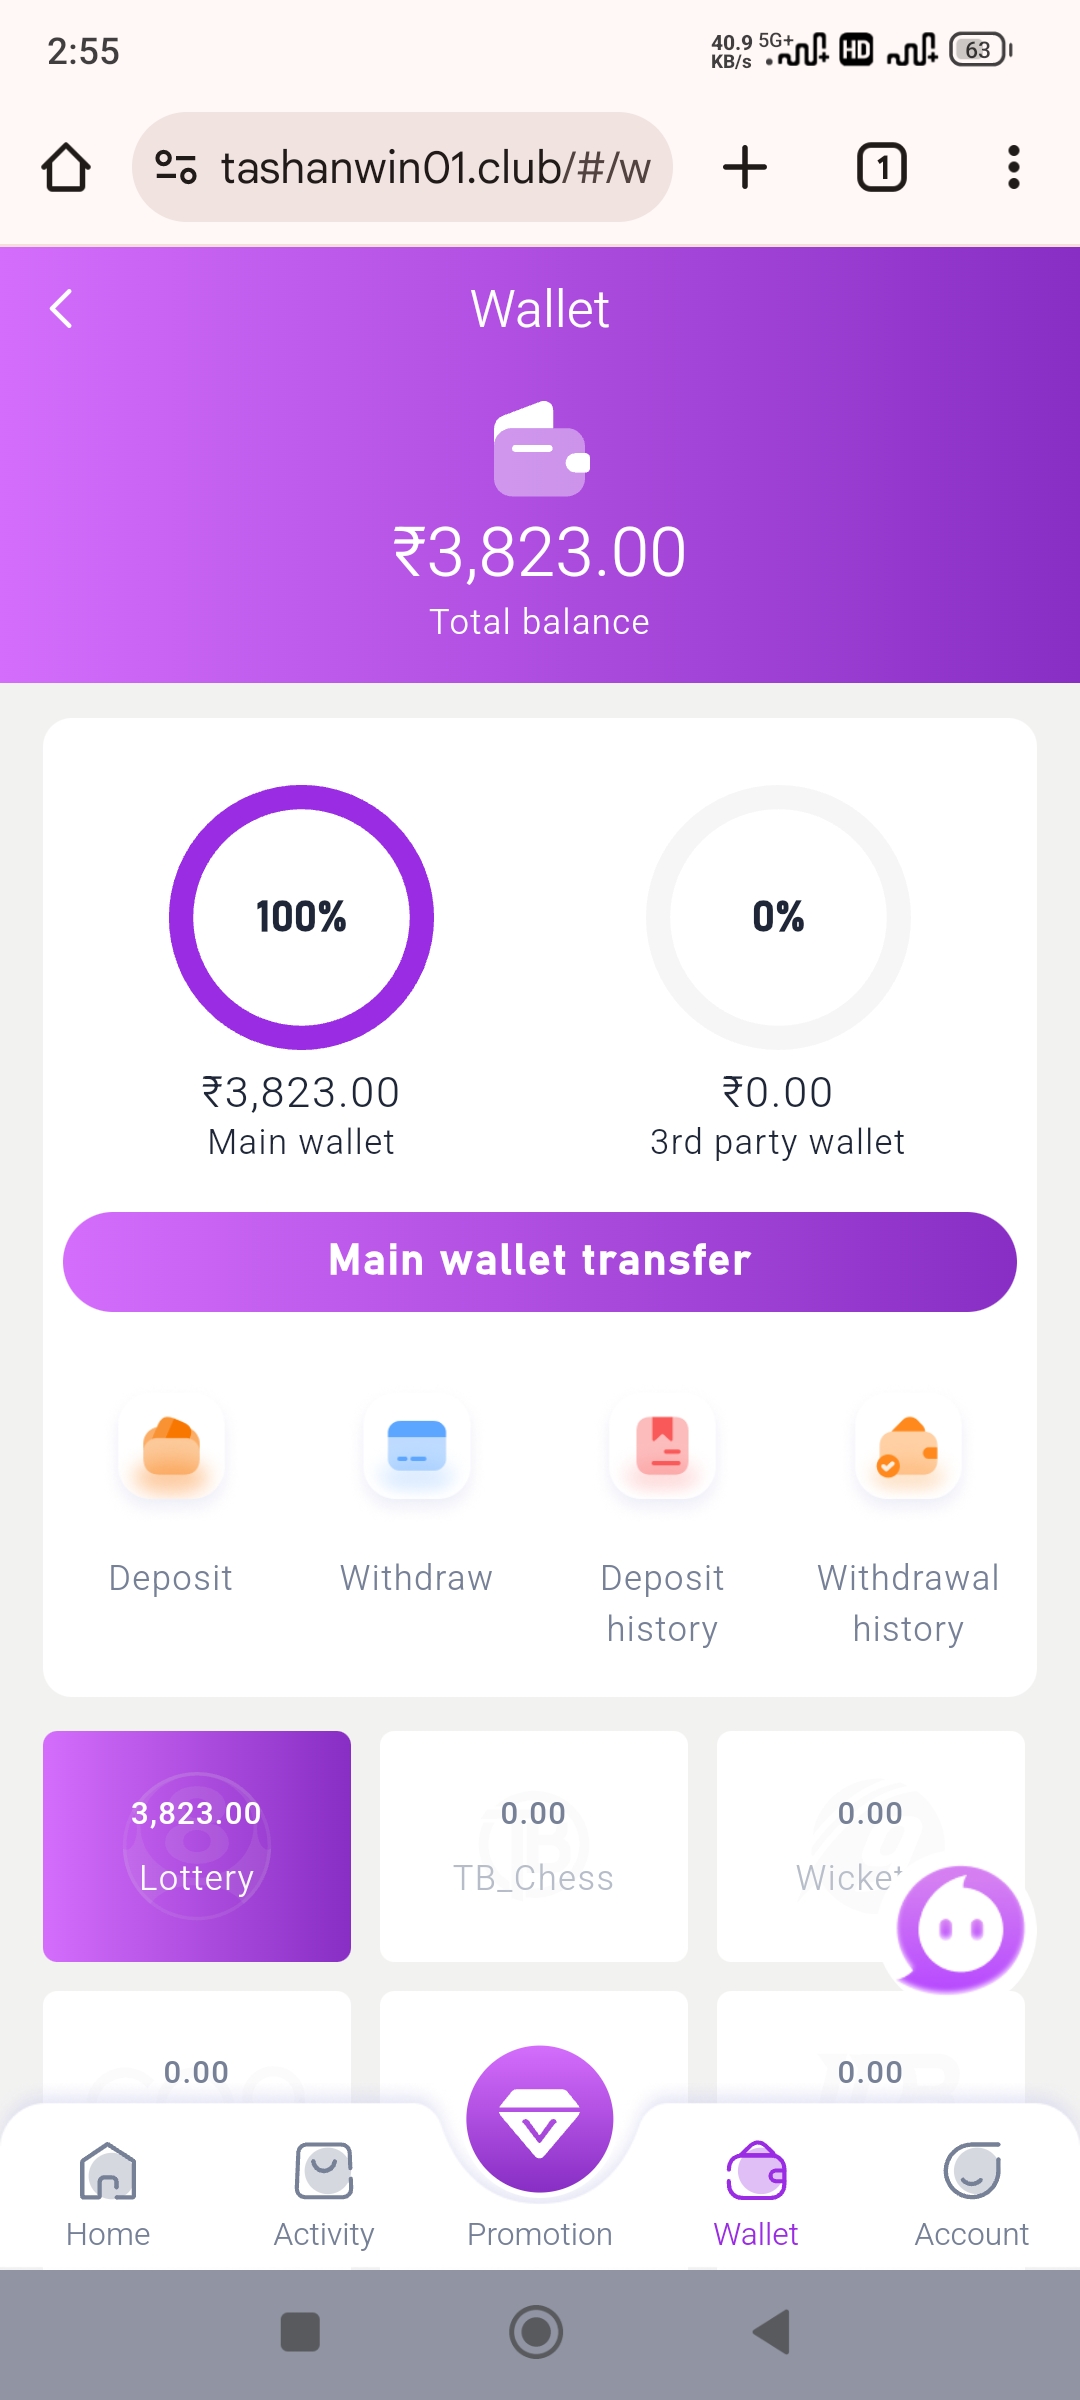 2:55
40.9 KB/s 5G+ HD 63
tashanwin01.club/#/w
1
Wallet
₹3,823.00
Total balance
100%
0%
₹3,823.00
₹0.00
Main wallet
3rd party wallet
Main wallet transfer
Deposit
Withdraw
Deposit history
Withdrawal history
3,823.00
0.00
0.00
Lottery
TB_Chess
0.00
0.00
Home
Activity
Promotion
Wallet
Account